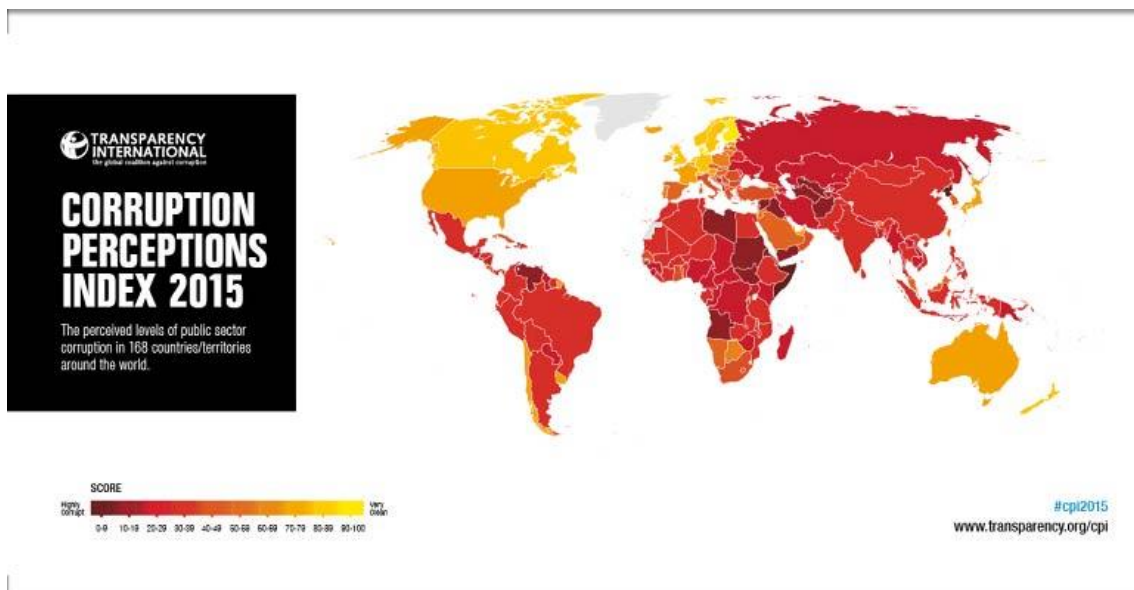 TRANSPARENCY
INTERNATIONAL
the global coalition against corruption
CORRUPTION
PERCEPTIONS
INDEX 2015
The perceived levels of public sector
corruption in 168 countries/territories
around the world.
SCORE
Highly
Corrupt
Very
Clean
0-9 10-19 20-29 30-39 40-49 50-59 60-69 70-79 80-89 90-100
#cpi2015
www.transparency.org/cpi